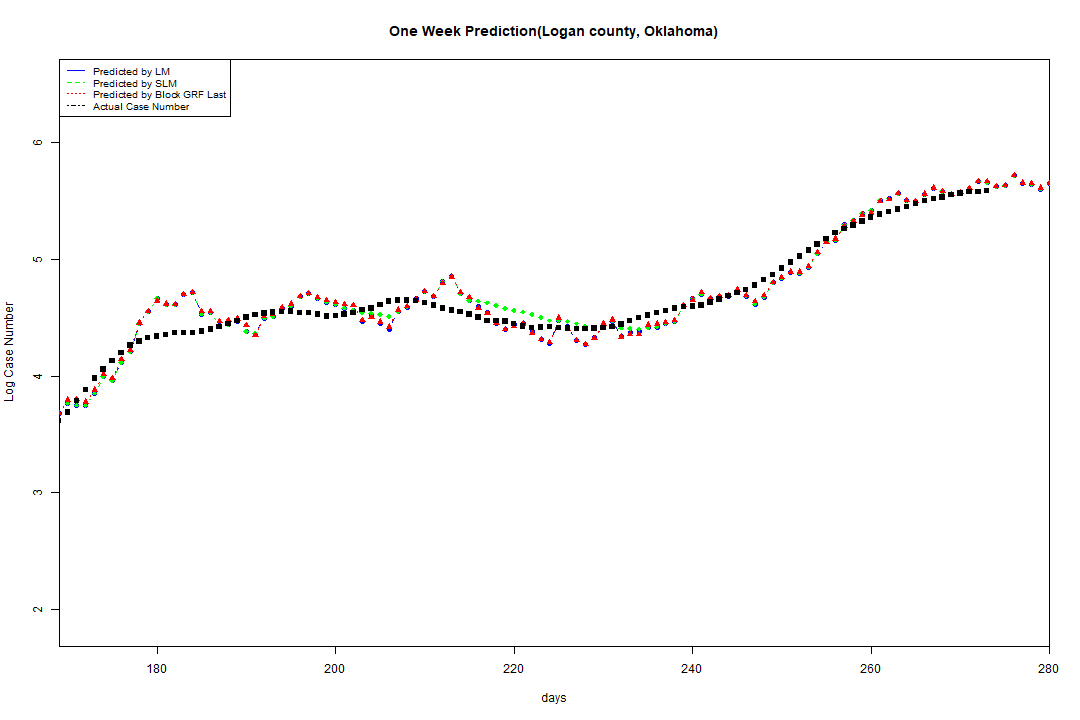 One Week Prediction(Logan county, Oklahoma)
Predicted by LM
Predicted by SLM
Predicted by Block GRF Last
Actual Case Number
6
5
4
3
2
Log Case Number
180 200 220 240 260 280
days